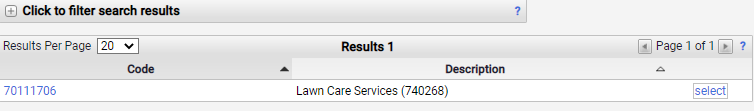 Click to filter search results ?
Results Per Page 20 Results 1 Page 1 of 1 ?
Code Description
70111706 Lawn Care Services (740268) select